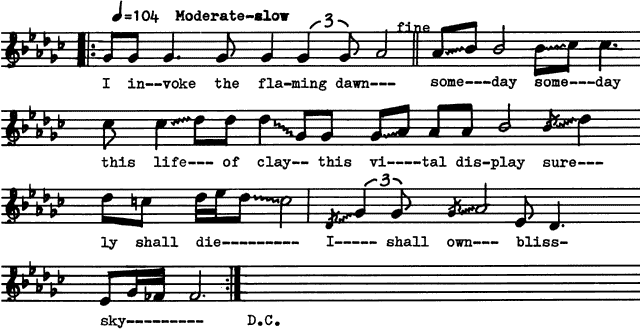 ♩=104 Moderate-slow
3 fine
I in--voke the fla-ming dawn--- some---day some---day
this life--- of clay-- this vi----tal dis-play sure---
3
ly shall die--------- I----- shall own--- bliss-
sky--------- D.C.